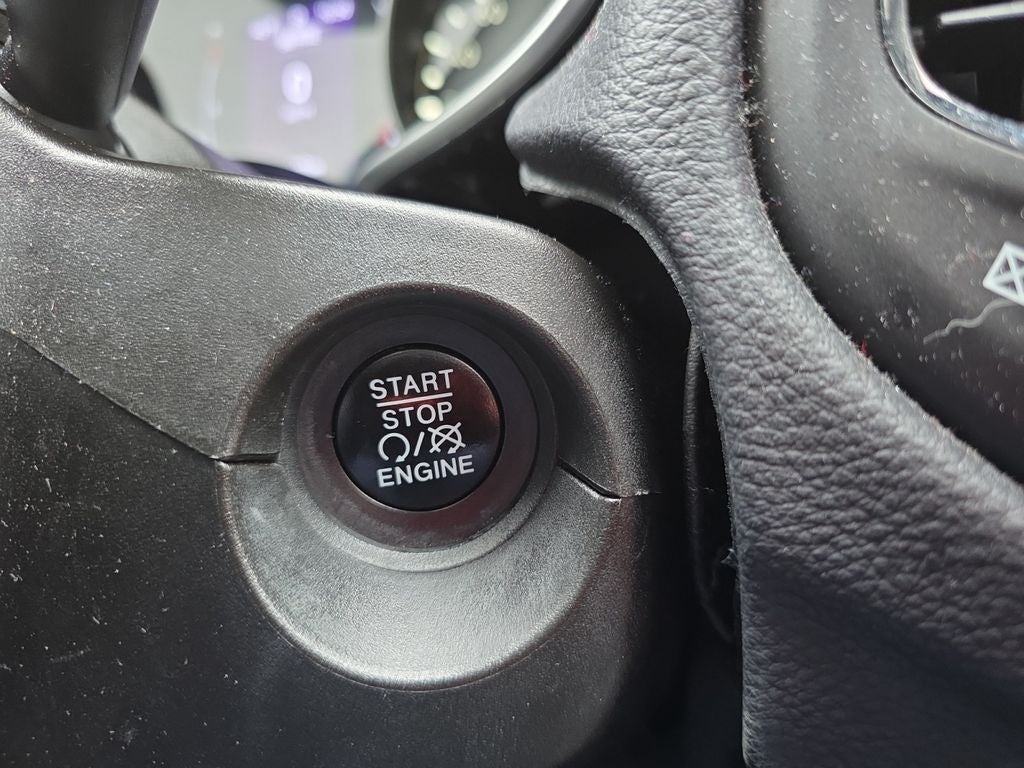 START
STOP
/
ENGINE